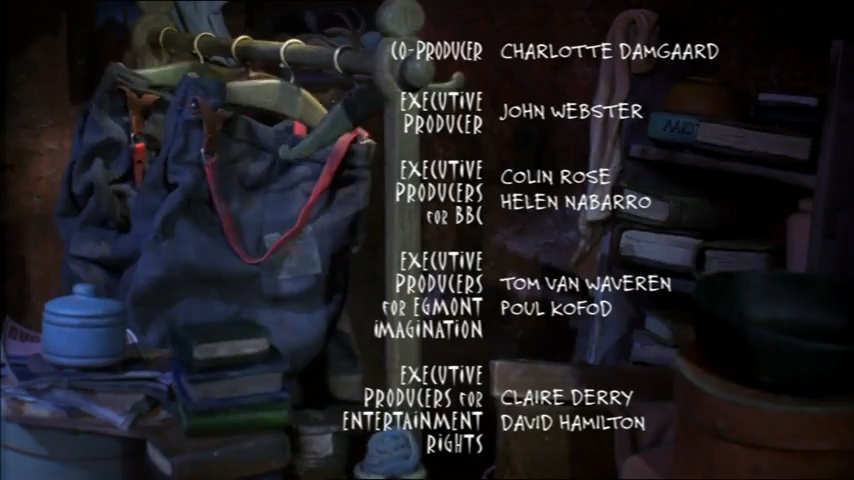 CO-PRODUCER CHARLOTTE DAMGAARD
EXECUTIVE
PRODUCER JOHN WEBSTER
EXECUTIVE
PRODUCERS
FOR BBC
COLIN ROSE
HELEN NABARRO
EXECUTIVE
PRODUCERS
FOR EGMONT
IMAGINATION
TOM VAN WAVEREN
POUL KOFOD
EXECUTIVE
PRODUCERS FOR
ENTERTAINMENT
RIGHTS
CLAIRE DERRY
DAVID HAMILTON